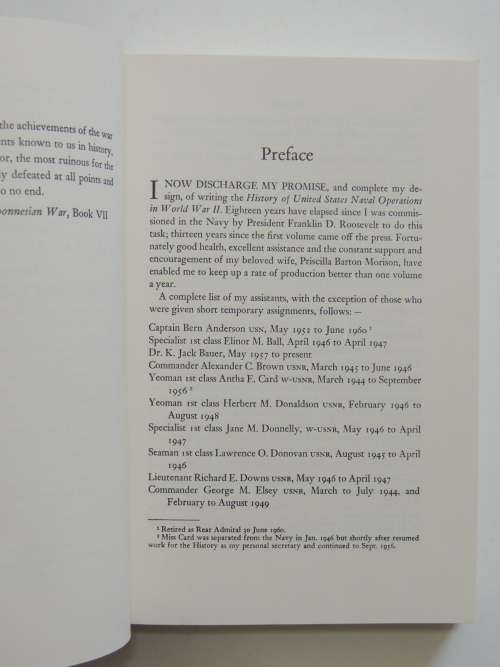 the achievements of the war
nts known to us in history,
or, the most ruinous for the
ly defeated at all points and
o no end.
ponnesian War, Book VII
Preface
I NOW DISCHARGE MY PROMISE, and complete my de-
sign, of writing the History of United States Naval Operations
in World War II. Eighteen years have elapsed since I was commis-
sioned in the Navy by President Franklin D. Roosevelt to do this
task; thirteen years since the first volume came off the press. Fortu-
nately good health, excellent assistance and the constant support and
encouragement of my beloved wife, Priscilla Barton Morison, have
enabled me to keep up a rate of production better than one volume
a year.
A complete list of my assistants, with the exception of those who
were given short temporary assignments, follows: —
Captain Bern Anderson USN, May 1952 to June 1960 ¹
Specialist 1st class Elinor M. Ball, April 1946 to April 1947
Dr. K. Jack Bauer, May 1957 to present
Commander Alexander C. Brown USNR, March 1945 to June 1946
Yeoman 1st class Antha E. Card W-USNR, March 1944 to September
1956 ²
Yeoman 1st class Herbert M. Donaldson USNR, February 1946 to
August 1948
Specialist 1st class Jane M. Donnelly, W-USNR, May 1946 to April
1947
Seaman 1st class Lawrence O. Donovan USNR, August 1945 to April
1946
Lieutenant Richard E. Downs USNR, May 1946 to April 1947
Commander George M. Elsey USNR, March to July 1944, and
February to August 1949
¹ Retired as Rear Admiral 30 June 1960.
² Miss Card was separated from the Navy in Jan. 1946 but shortly after resumed
work for the History as my personal secretary and continued to Sept. 1956.